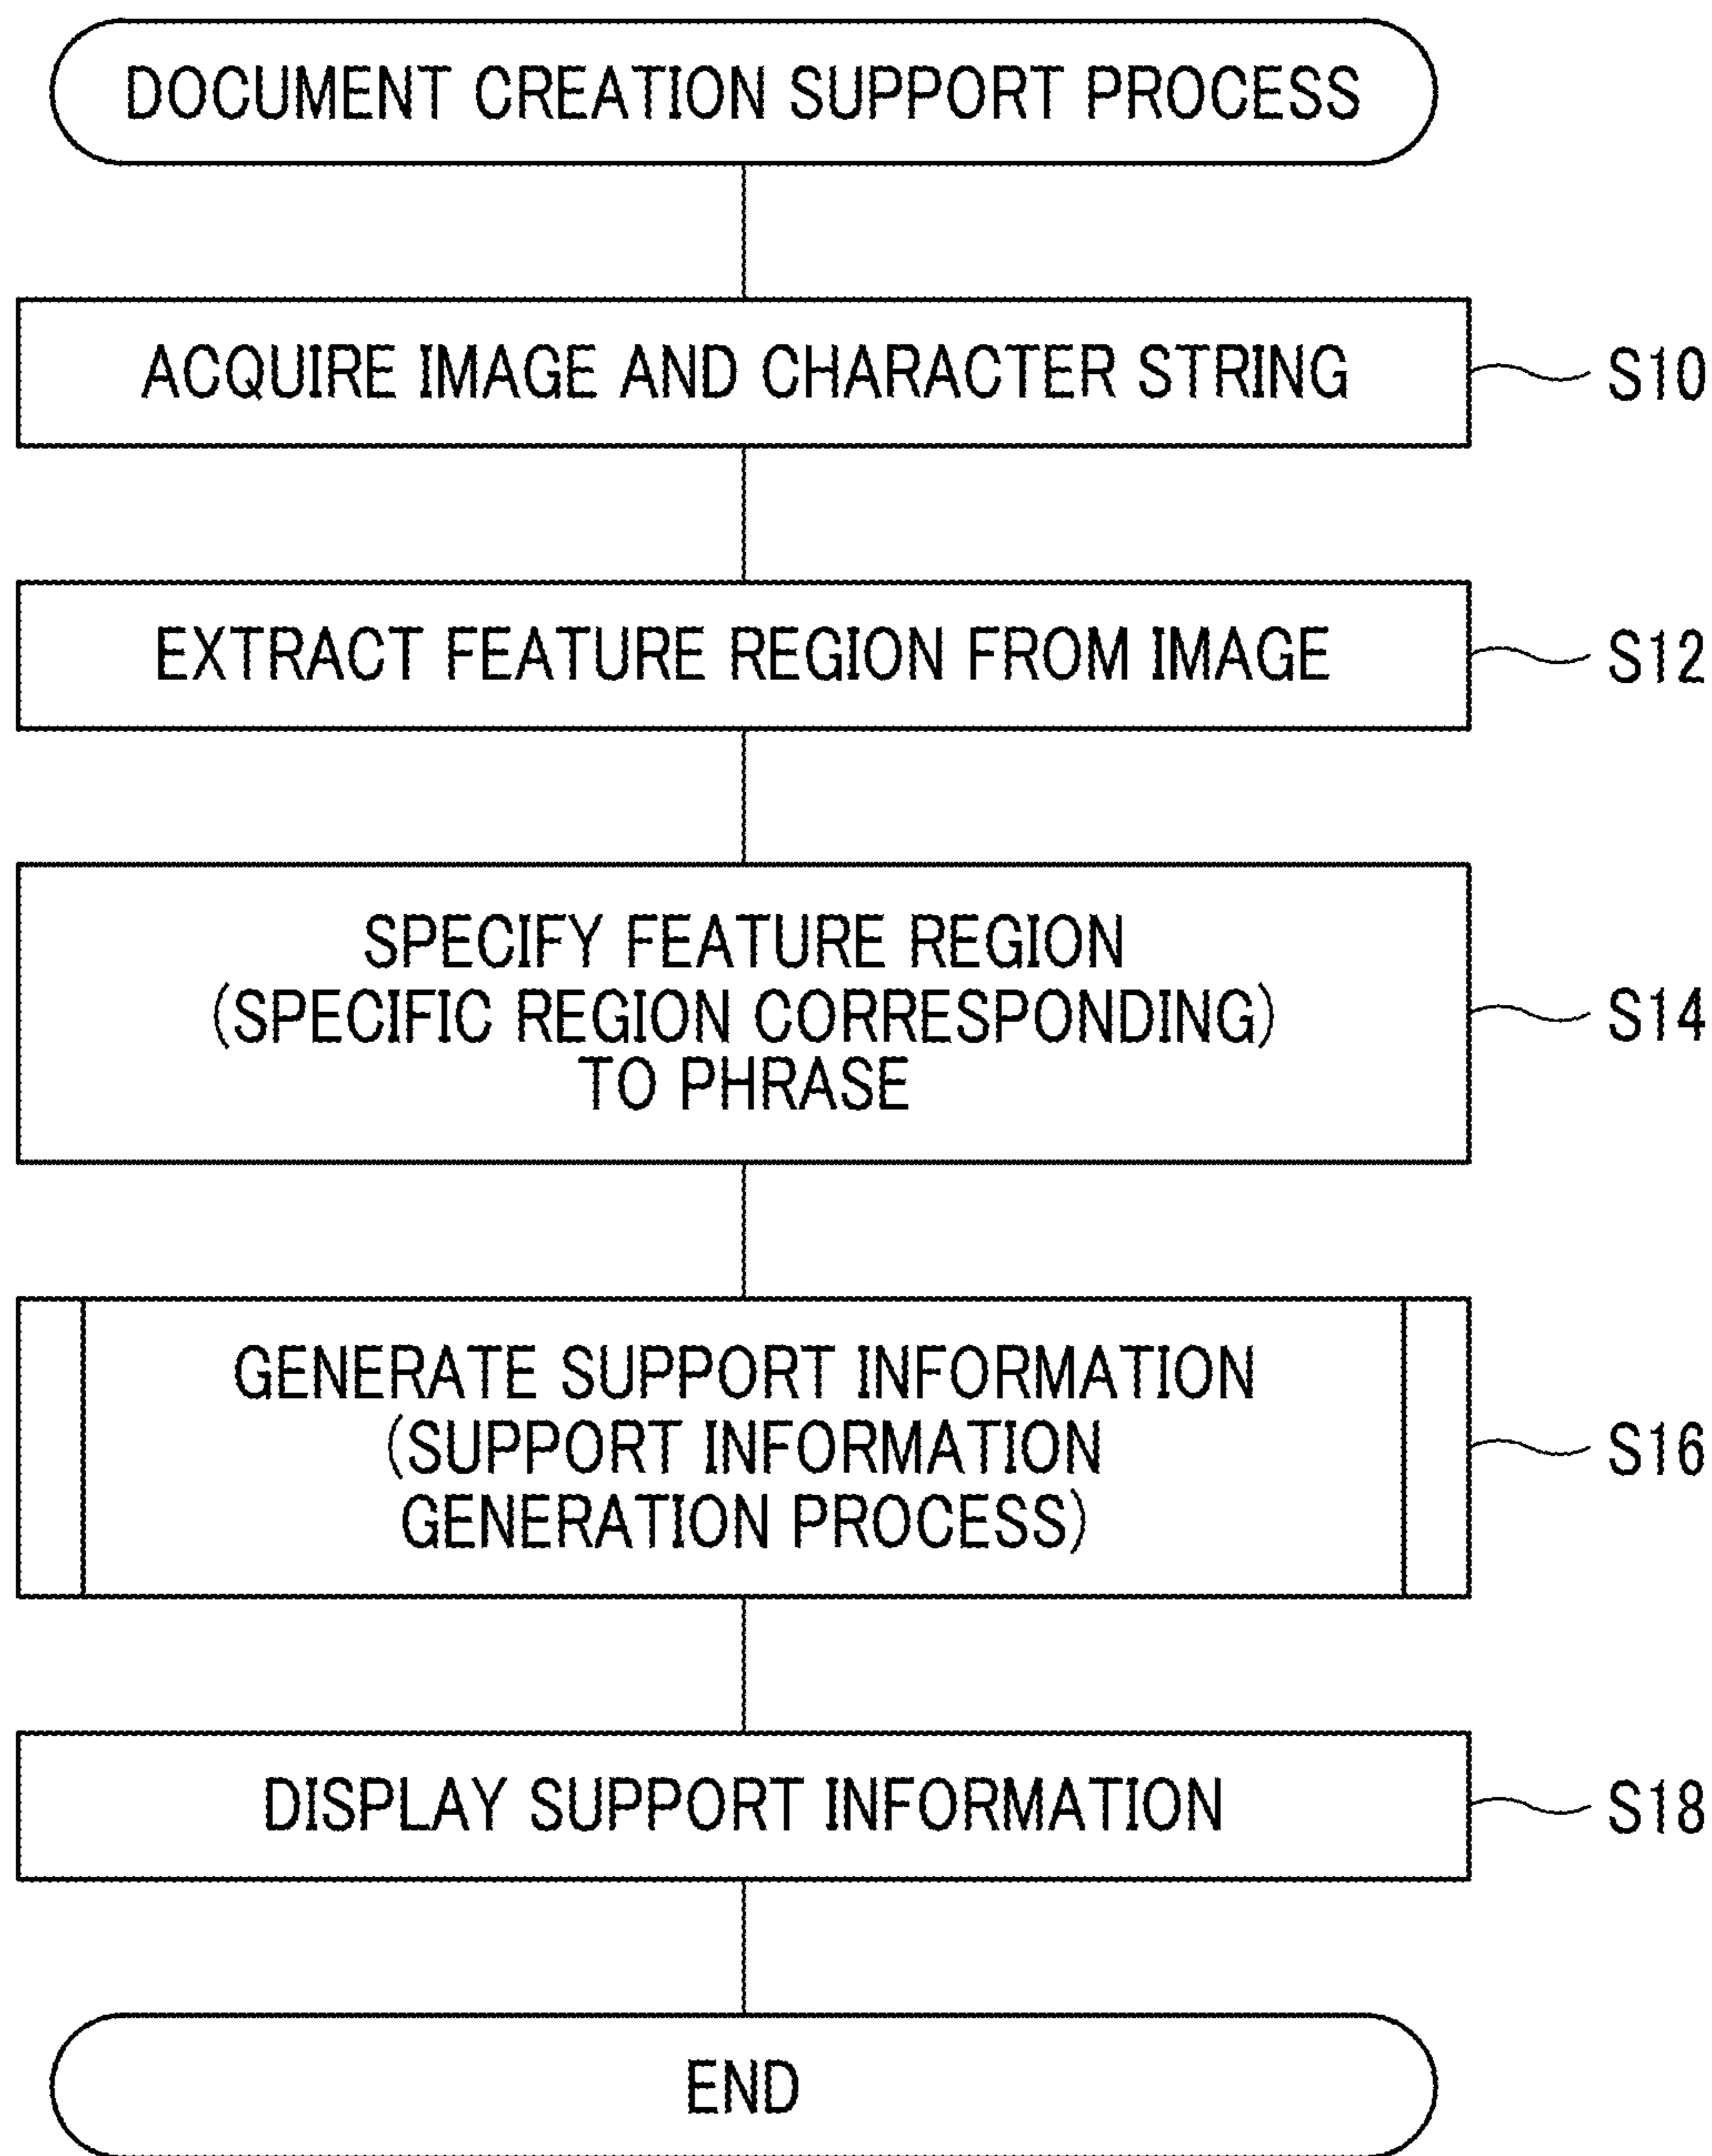 DOCUMENT CREATION SUPPORT PROCESS
ACQUIRE IMAGE AND CHARACTER STRING
S10
EXTRACT FEATURE REGION FROM IMAGE
S12
SPECIFY FEATURE REGION
(SPECIFIC REGION CORRESPONDING)
TO PHRASE
S14
GENERATE SUPPORT INFORMATION
(SUPPORT INFORMATION
GENERATION PROCESS)
S16
DISPLAY SUPPORT INFORMATION
S18
END